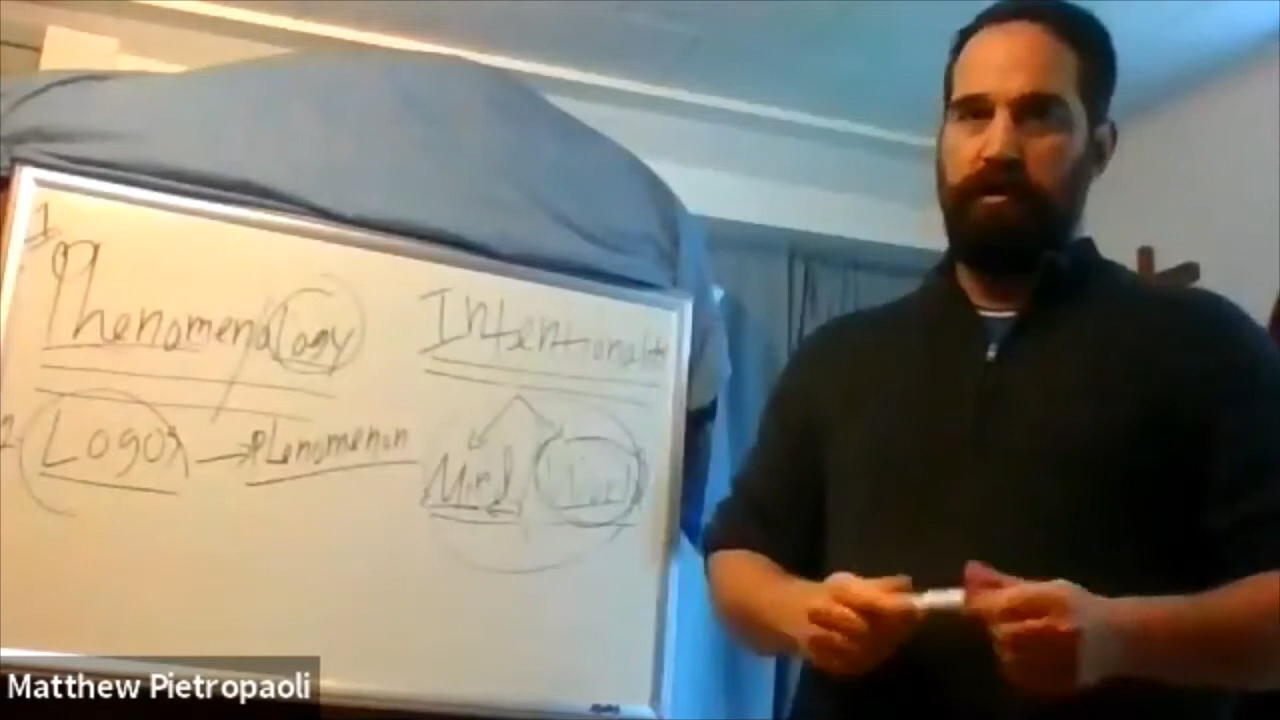 1
Phenomenology
Intentionality
2
Logos → Phenomenon
Mind
Matthew Pietropaoli